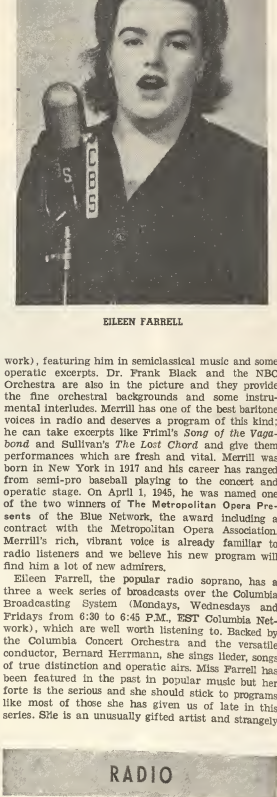 CBS
EILEEN FARRELL
work), featuring him in semiclassical music and some
operatic excerpts. Dr. Frank Black and the NBC
Orchestra are also in the picture and they provide
the fine orchestral backgrounds and some instru-
mental interludes. Merrill has one of the best baritone
voices in radio and deserves a program of this kind;
he can take excerpts like Friml's Song of the Vaga-
bond and Sullivan's The Lost Chord and give them
performances which are fresh and vital. Merrill was
born in New York in 1917 and his career has ranged
from semi-pro baseball playing to the concert and
operatic stage. On April 1, 1945, he was named one
of the two winners of The Metropolitan Opera Pre-
sents of the Blue Network, the award including a
contract with the Metropolitan Opera Association.
Merrill's rich, vibrant voice is already familiar to
radio listeners and we believe his new program will
find him a lot of new admirers.
Eileen Farrell, the popular radio soprano, has a
three a week series of broadcasts over the Columbia
Broadcasting System (Mondays, Wednesdays and
Fridays from 6:30 to 6:45 P.M., EST Columbia Net-
work), which are well worth listening to. Backed by
the Columbia Concert Orchestra and the versatile
conductor, Bernard Herrmann, she sings lieder, songs
of true distinction and operatic airs. Miss Farrell has
been featured in the past in popular music but her
forte is the serious and she should stick to programs
like most of those she has given us of late in this
series. She is an unusually gifted artist and strangely
RADIO